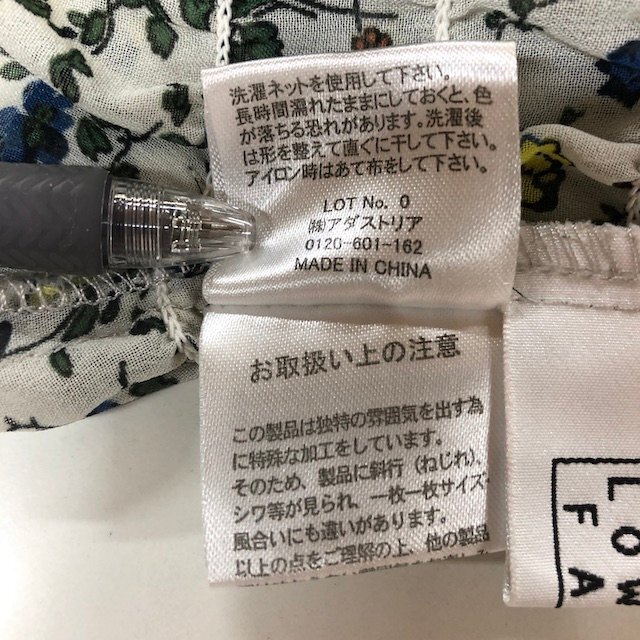 洗濯ネットを使用して下さい。
長時間濡れたままにしておくと、色
が落ちる恐れがあります。洗濯後
は形を整えて直ぐに干して下さい。
アイロン時はあて布をして下さい。
LOT No. 0
㈱アダストリア
0120-601-162
MADE IN CHINA
お取扱い上の注意
この製品は独特の雰囲気を出す為
に特殊な加工をしています。
そのため、製品に斜行（ねじれ）、
シワ等が見られ、一枚一枚サイズ・
風合いにも違いがあります。
以上の点をご理解の上、他の製品
LOW
FA